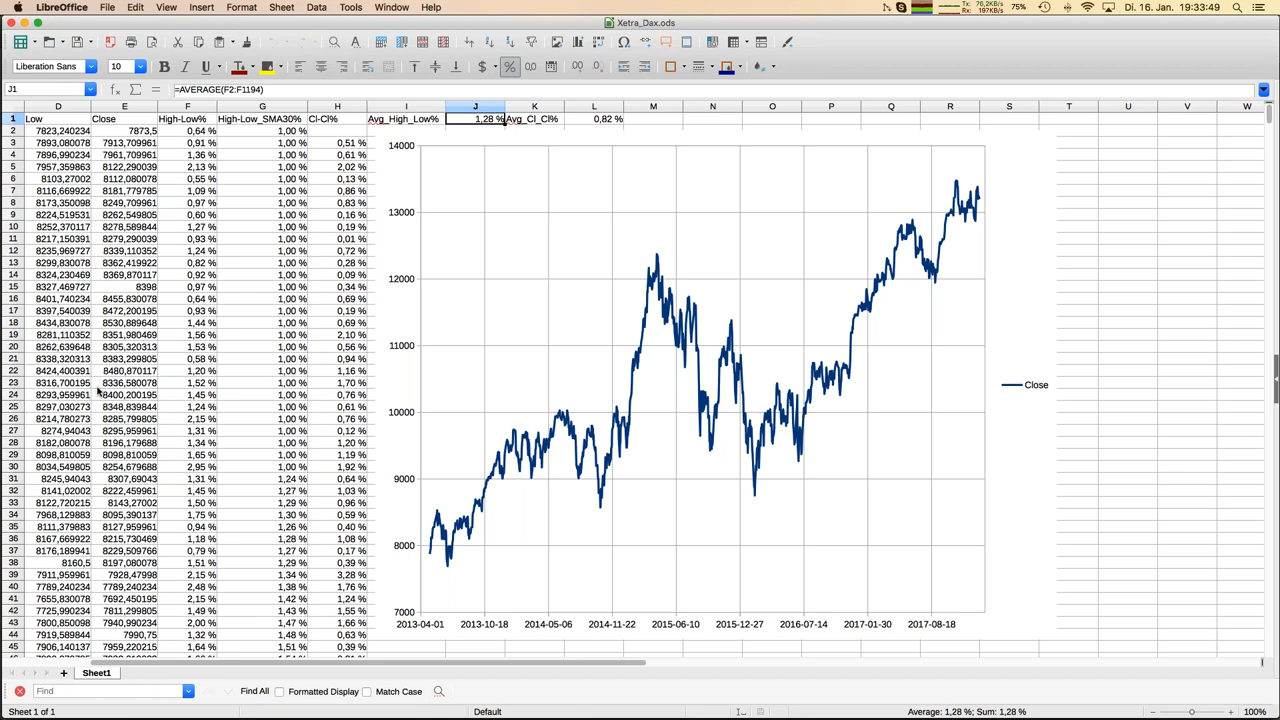 LibreOffice File Edit View Insert Format Sheet Data Tools Window Help Tx: 76,2KB/s Rx: 197KB/s 75% Di. 16. Jan. 19:33:49
Xetra_Dax.ods
Liberation Sans 10
J1 =AVERAGE(F2:F1194)
D E F G H I J K L M N O P Q R S T U V W
1 Low Close High-Low% High-Low_SMA30% Cl-Cl% Avg_High_Low% 1,28 % Avg_Cl_Cl% 0,82 %
2 7823,240234 7873,5 0,64 % 1,00 %
3 7893,080078 7913,709961 0,91 % 1,00 % 0,51 %
4 7896,990234 7961,709961 1,36 % 1,00 % 0,61 %
5 7957,359863 8122,290039 2,13 % 1,00 % 2,02 %
6 8103,27002 8112,080078 0,55 % 1,00 % 0,13 %
7 8116,669922 8181,779785 1,09 % 1,00 % 0,86 %
8 8173,350098 8249,709961 0,97 % 1,00 % 0,83 %
9 8224,519531 8262,549805 0,60 % 1,00 % 0,16 %
10 8252,370117 8278,589844 1,27 % 1,00 % 0,19 %
11 8217,150391 8279,290039 0,93 % 1,00 % 0,01 %
12 8235,969727 8339,110352 1,24 % 1,00 % 0,72 %
13 8299,830078 8362,419922 0,82 % 1,00 % 0,28 %
14 8324,230469 8369,870117 0,92 % 1,00 % 0,09 %
15 8327,469727 8398 0,97 % 1,00 % 0,34 %
16 8401,740234 8455,830078 0,64 % 1,00 % 0,69 %
17 8397,540039 8472,200195 0,93 % 1,00 % 0,19 %
18 8434,830078 8530,889648 1,44 % 1,00 % 0,69 %
19 8281,110352 8351,980469 1,56 % 1,00 % 2,10 %
20 8262,639648 8305,320313 1,53 % 1,00 % 0,56 %
21 8338,320313 8383,299805 0,58 % 1,00 % 0,94 %
22 8424,400391 8480,870117 1,20 % 1,00 % 1,16 %
23 8316,700195 8336,580078 1,52 % 1,00 % 1,70 %
24 8293,959961 8400,200195 1,45 % 1,00 % 0,76 %
25 8297,030273 8348,839844 1,24 % 1,00 % 0,61 %
26 8214,780273 8285,799805 2,15 % 1,00 % 0,76 %
27 8274,94043 8295,959961 1,31 % 1,00 % 0,12 %
28 8182,080078 8196,179688 1,34 % 1,00 % 1,20 %
29 8098,810059 8098,810059 1,65 % 1,00 % 1,19 %
30 8034,549805 8254,679688 2,95 % 1,00 % 1,92 %
31 8245,94043 8307,69043 1,31 % 1,24 % 0,64 %
32 8141,02002 8222,459961 1,45 % 1,27 % 1,03 %
33 8122,720215 8143,27002 1,50 % 1,29 % 0,96 %
34 7968,129883 8095,390137 1,75 % 1,30 % 0,59 %
35 8111,379883 8127,959961 0,94 % 1,26 % 0,40 %
36 8167,669922 8215,730469 1,18 % 1,28 % 1,08 %
37 8176,189941 8229,509766 0,79 % 1,27 % 0,17 %
38 8160,5 8197,080078 1,51 % 1,29 % 0,39 %
39 7911,959961 7928,47998 2,15 % 1,34 % 3,28 %
40 7789,240234 7789,240234 2,48 % 1,38 % 1,76 %
41 7655,830078 7692,450195 2,15 % 1,42 % 1,24 %
42 7725,990234 7811,299805 1,49 % 1,43 % 1,55 %
43 7800,850098 7940,990234 2,00 % 1,47 % 1,66 %
44 7919,589844 7990,75 1,32 % 1,48 % 0,63 %
45 7906,140137 7959,220215 1,64 % 1,51 % 0,39 %
14000
13000
12000
11000
10000
9000
8000
7000
2013-04-01 2013-10-18 2014-05-06 2014-11-22 2015-06-10 2015-12-27 2016-07-14 2017-01-30 2017-08-18
Close
Sheet1
Find Find All Formatted Display Match Case
Sheet 1 of 1 Default Average: 1,28 %; Sum: 1,28 % 100%